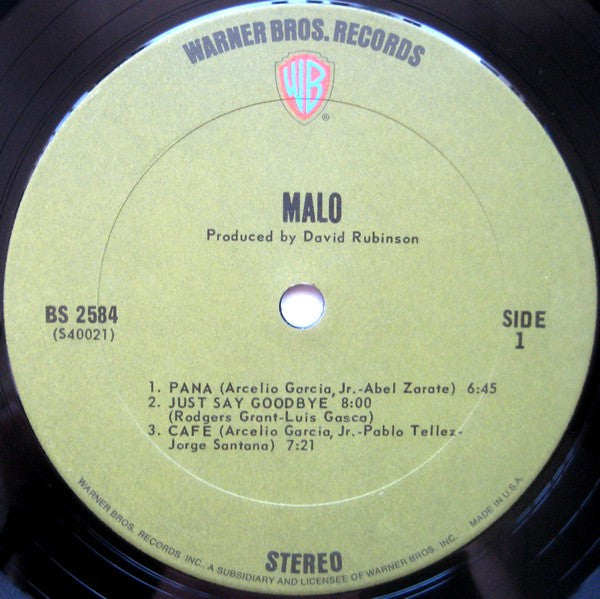 WARNER BROS. RECORDS
WB
®
MALO
Produced by David Rubinson
BS 2584
(S40021)
SIDE
1
1. PANA (Arcelio Garcia, Jr.-Abel Zarate) 6:45
2. JUST SAY GOODBYE 8:00
(Rodgers Grant-Luis Gasca)
3. CAFE (Arcelio Garcia, Jr.-Pablo Tellez-
Jorge Santana) 7:21
STEREO
WARNER BROS. RECORDS INC. A SUBSIDIARY AND LICENSEE OF WARNER BROS. INC. MADE IN U.S.A.